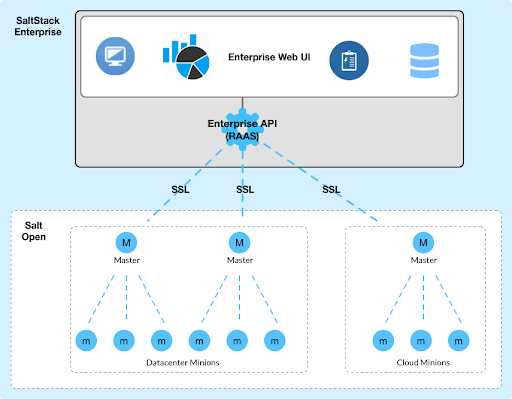 SaltStack
Enterprise
Enterprise Web UI
Enterprise API
(RAAS)
SSL SSL SSL
Salt
Open
M M M
Master Master Master
m m m m m m m m m
Datacenter Minions Cloud Minions